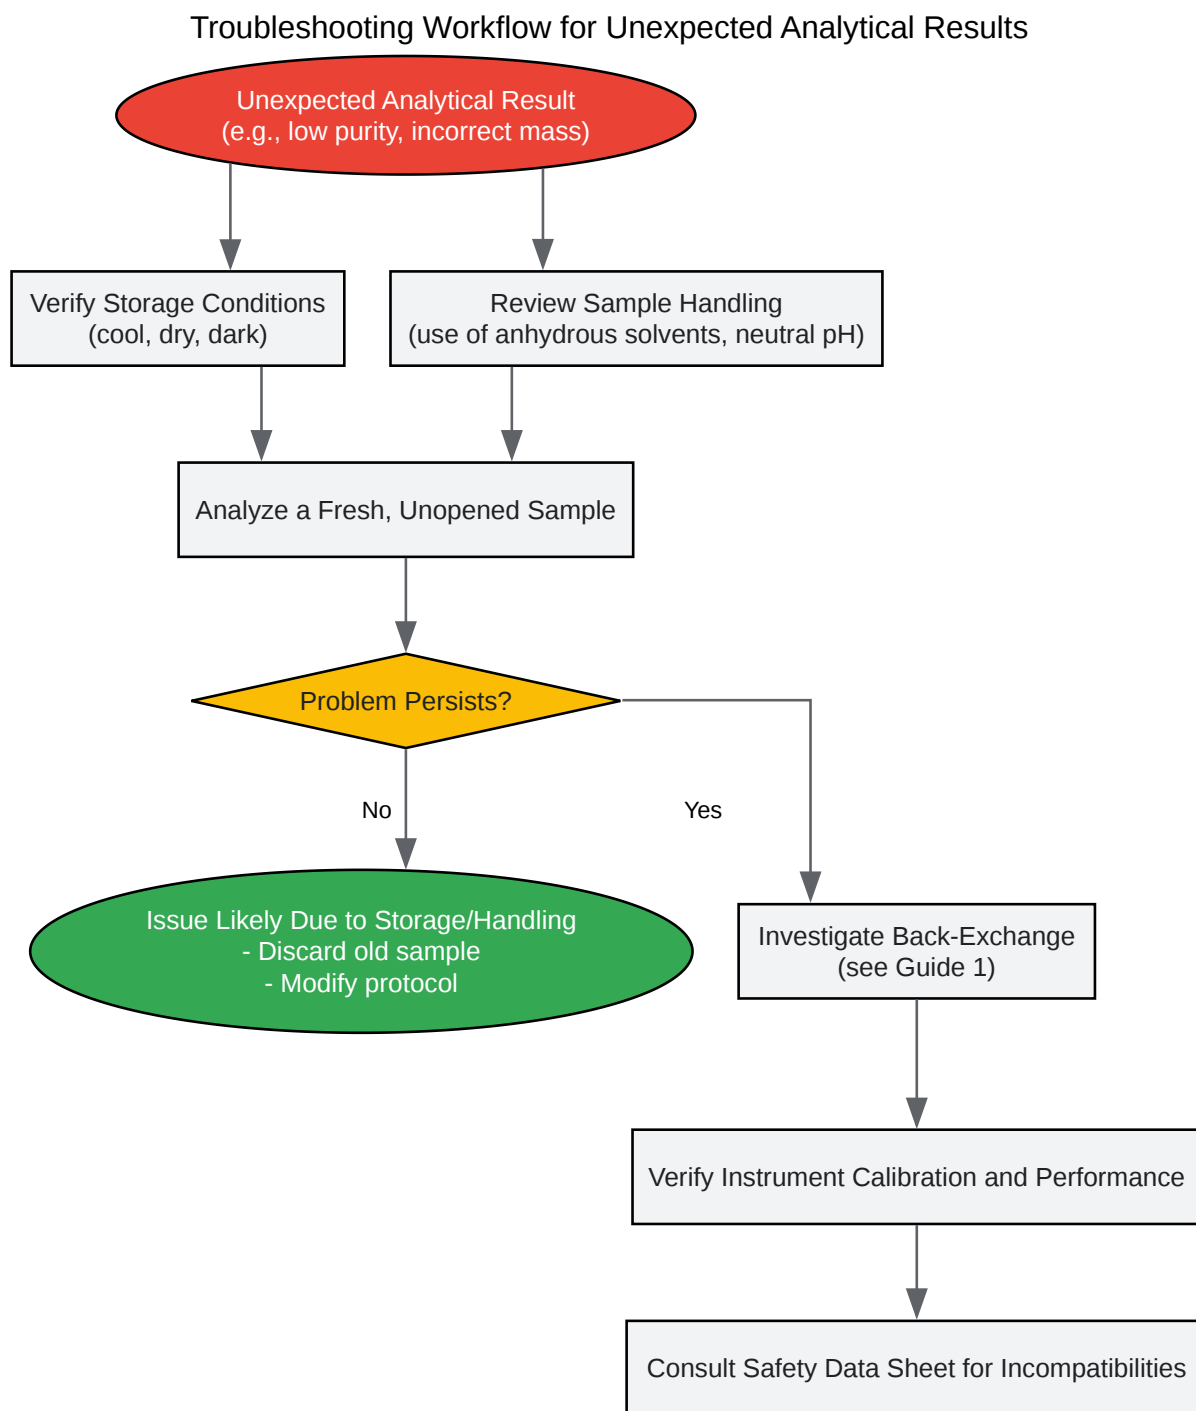 Troubleshooting Workflow for Unexpected Analytical Results
Unexpected Analytical Result
(e.g., low purity, incorrect mass)
Verify Storage Conditions
(cool, dry, dark)
Review Sample Handling
(use of anhydrous solvents, neutral pH)
Analyze a Fresh, Unopened Sample
Problem Persists?
No
Yes
Issue Likely Due to Storage/Handling
- Discard old sample
- Modify protocol
Investigate Back-Exchange
(see Guide 1)
Verify Instrument Calibration and Performance
Consult Safety Data Sheet for Incompatibilities